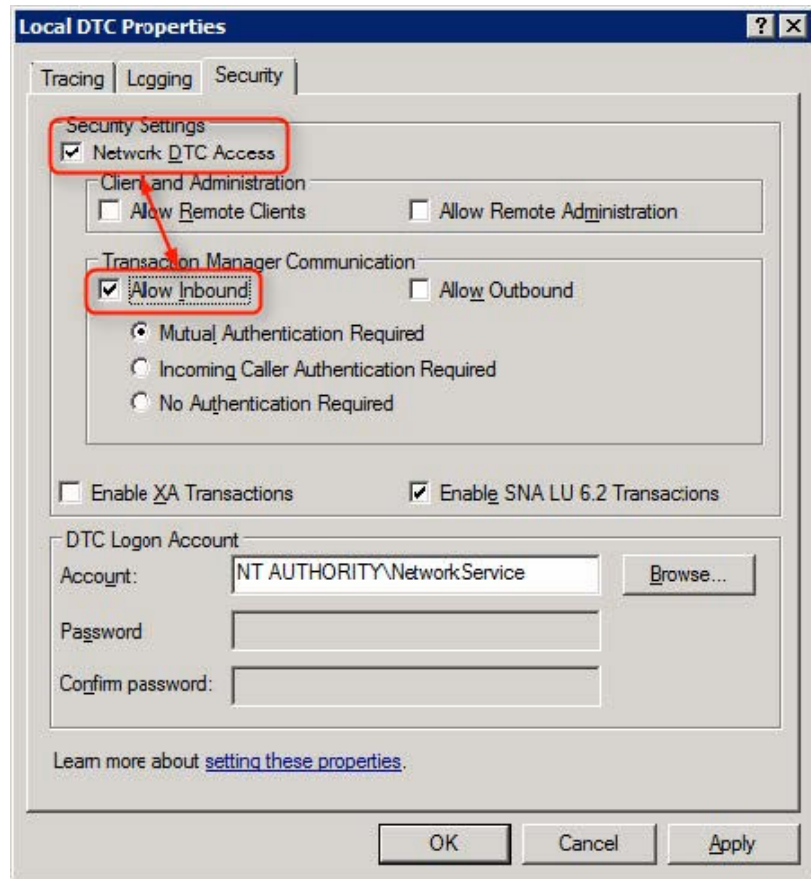 Local DTC Properties
Tracing Logging Security
Security Settings
Network DTC Access
Client and Administration
Allow Remote Clients Allow Remote Administration
Transaction Manager Communication
Allow Inbound Allow Outbound
Mutual Authentication Required
Incoming Caller Authentication Required
No Authentication Required
Enable XA Transactions Enable SNA LU 6.2 Transactions
DTC Logon Account
Account: NT AUTHORITY\NetworkService Browse...
Password
Confirm password:
Learn more about setting these properties.
OK Cancel Apply